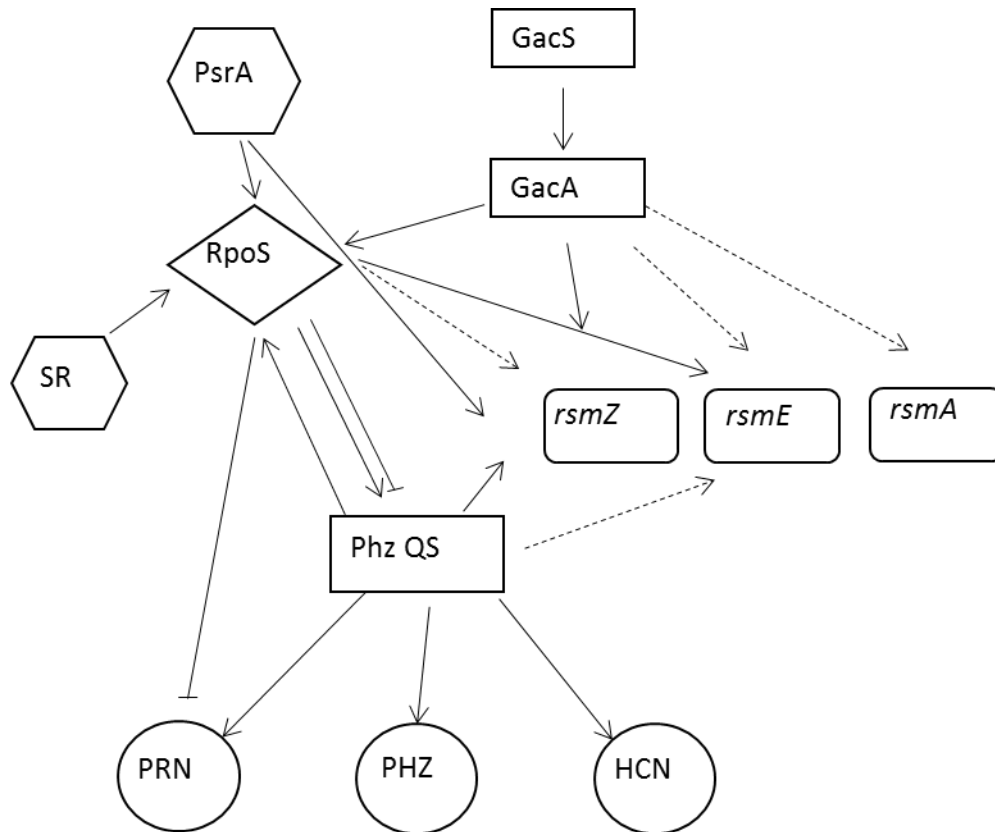 GacS
PsrA
GacA
RpoS
SR
rsmZ
rsmE
rsmA
Phz QS
PRN
PHZ
HCN